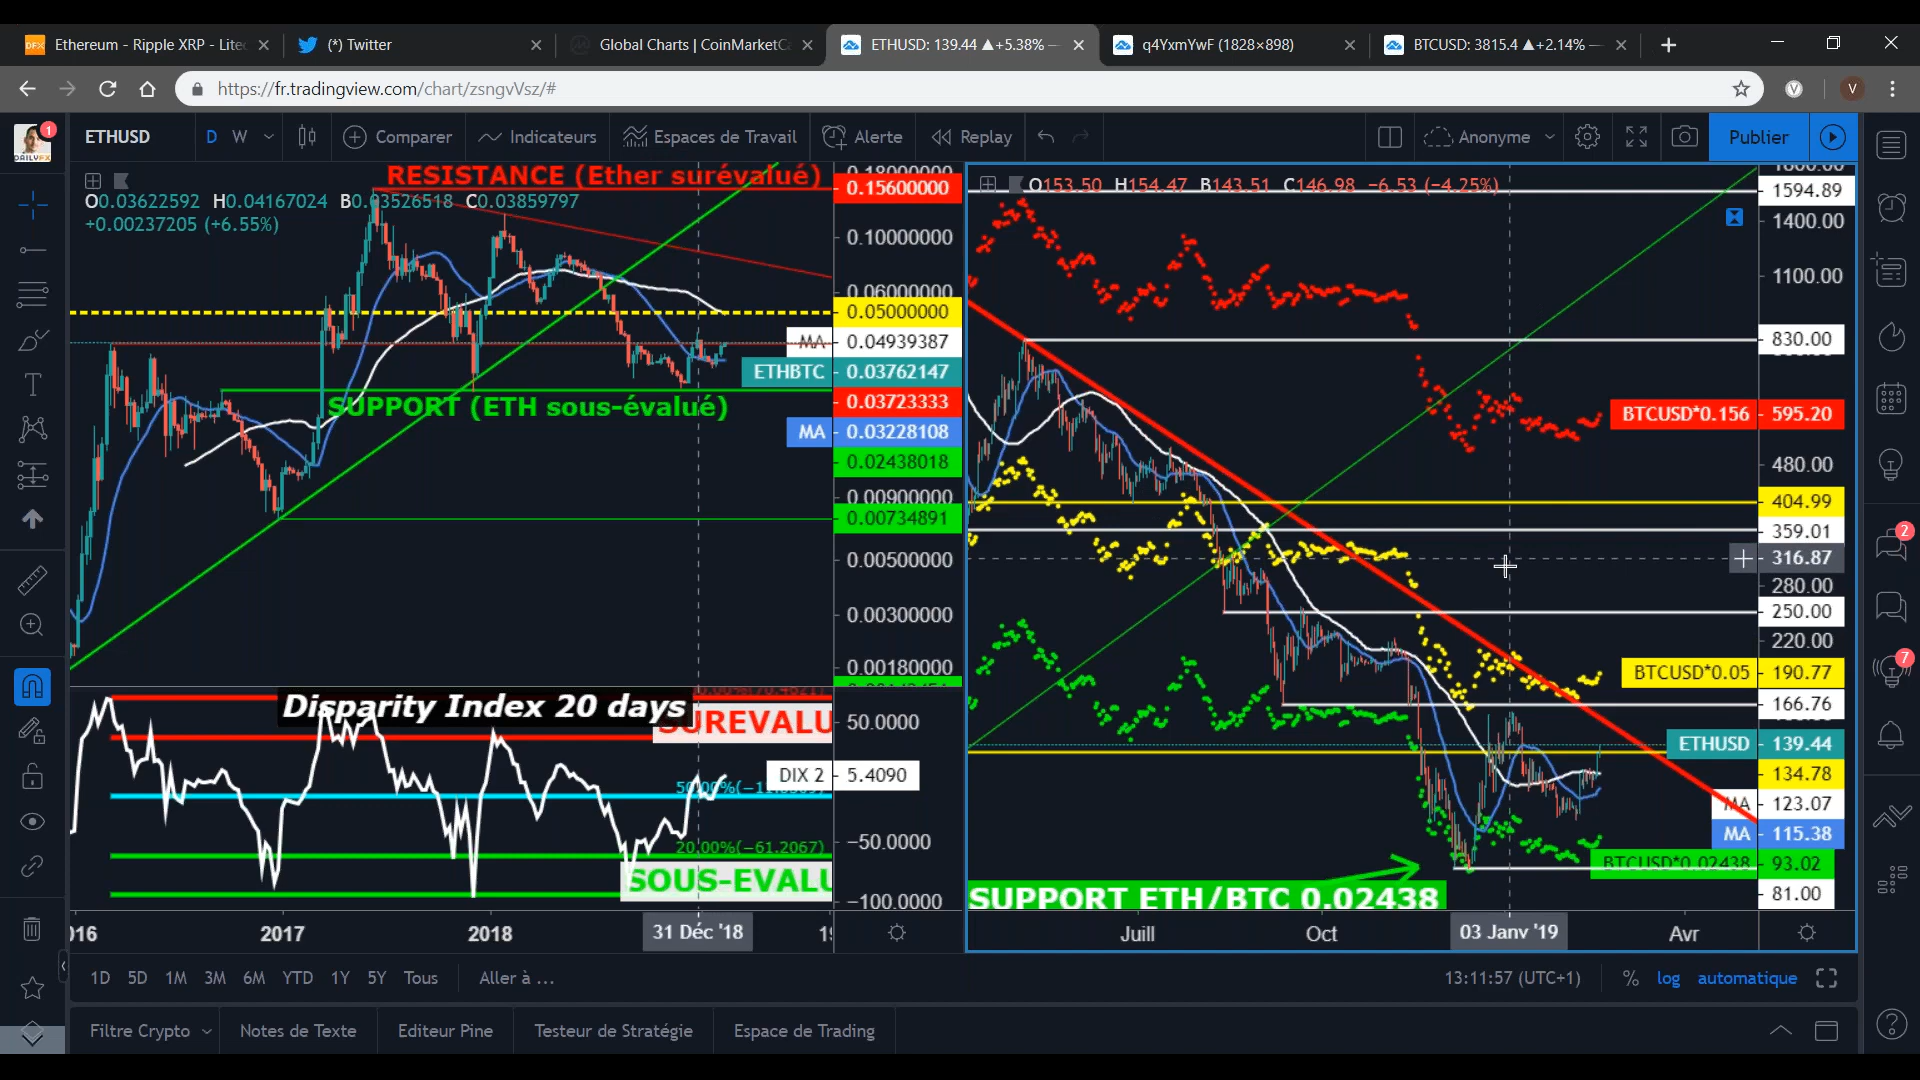 Ethereum - Ripple XRP - Lite
(*) Twitter
Global Charts | CoinMarketC
ETHUSD: 139.44 ▲+5.38% —
q4YxmYwF (1828×898)
BTCUSD: 3815.4 ▲+2.14% —
https://fr.tradingview.com/chart/zsngvVsz/#
V
V
1
DAILYFX
ETHUSD
D W
Comparer
Indicateurs
Espaces de Travail
Alerte
Replay
Anonyme
Publier
O0.03622592 H0.04167024 B0.03526518 C0.03859797
+0.00237205 (+6.55%)
RESISTANCE (Ether surévalué)
SUPPORT (ETH sous-évalué)
0.15600000
0.10000000
0.06000000
0.05000000
MA 0.04939387
ETHBTC 0.03762147
0.03723333
MA 0.03228108
0.02438018
0.00900000
0.00734891
0.00500000
0.00300000
0.00180000
Disparity Index 20 days
SUREVALU
50.0000
DIX 2 5.4090
20.00%(−61.2067)
−50.0000
SOUS-EVALU
−100.0000
016 2017 2018 31 Déc '18 19
O153.50 H154.47 B143.51 C146.98 −6.53 (−4.25%)
1594.89
1400.00
1100.00
830.00
BTCUSD*0.156 595.20
480.00
404.99
359.01
316.87
280.00
250.00
220.00
BTCUSD*0.05 190.77
166.76
ETHUSD 139.44
134.78
MA 123.07
MA 115.38
BTCUSD*0.02438 93.02
81.00
SUPPORT ETH/BTC 0.02438
Juill Oct 03 Janv '19 Avr
1D 5D 1M 3M 6M YTD 1Y 5Y Tous
Aller à ...
13:11:57 (UTC+1)
% log automatique
Filtre Crypto
Notes de Texte
Editeur Pine
Testeur de Stratégie
Espace de Trading
2
7